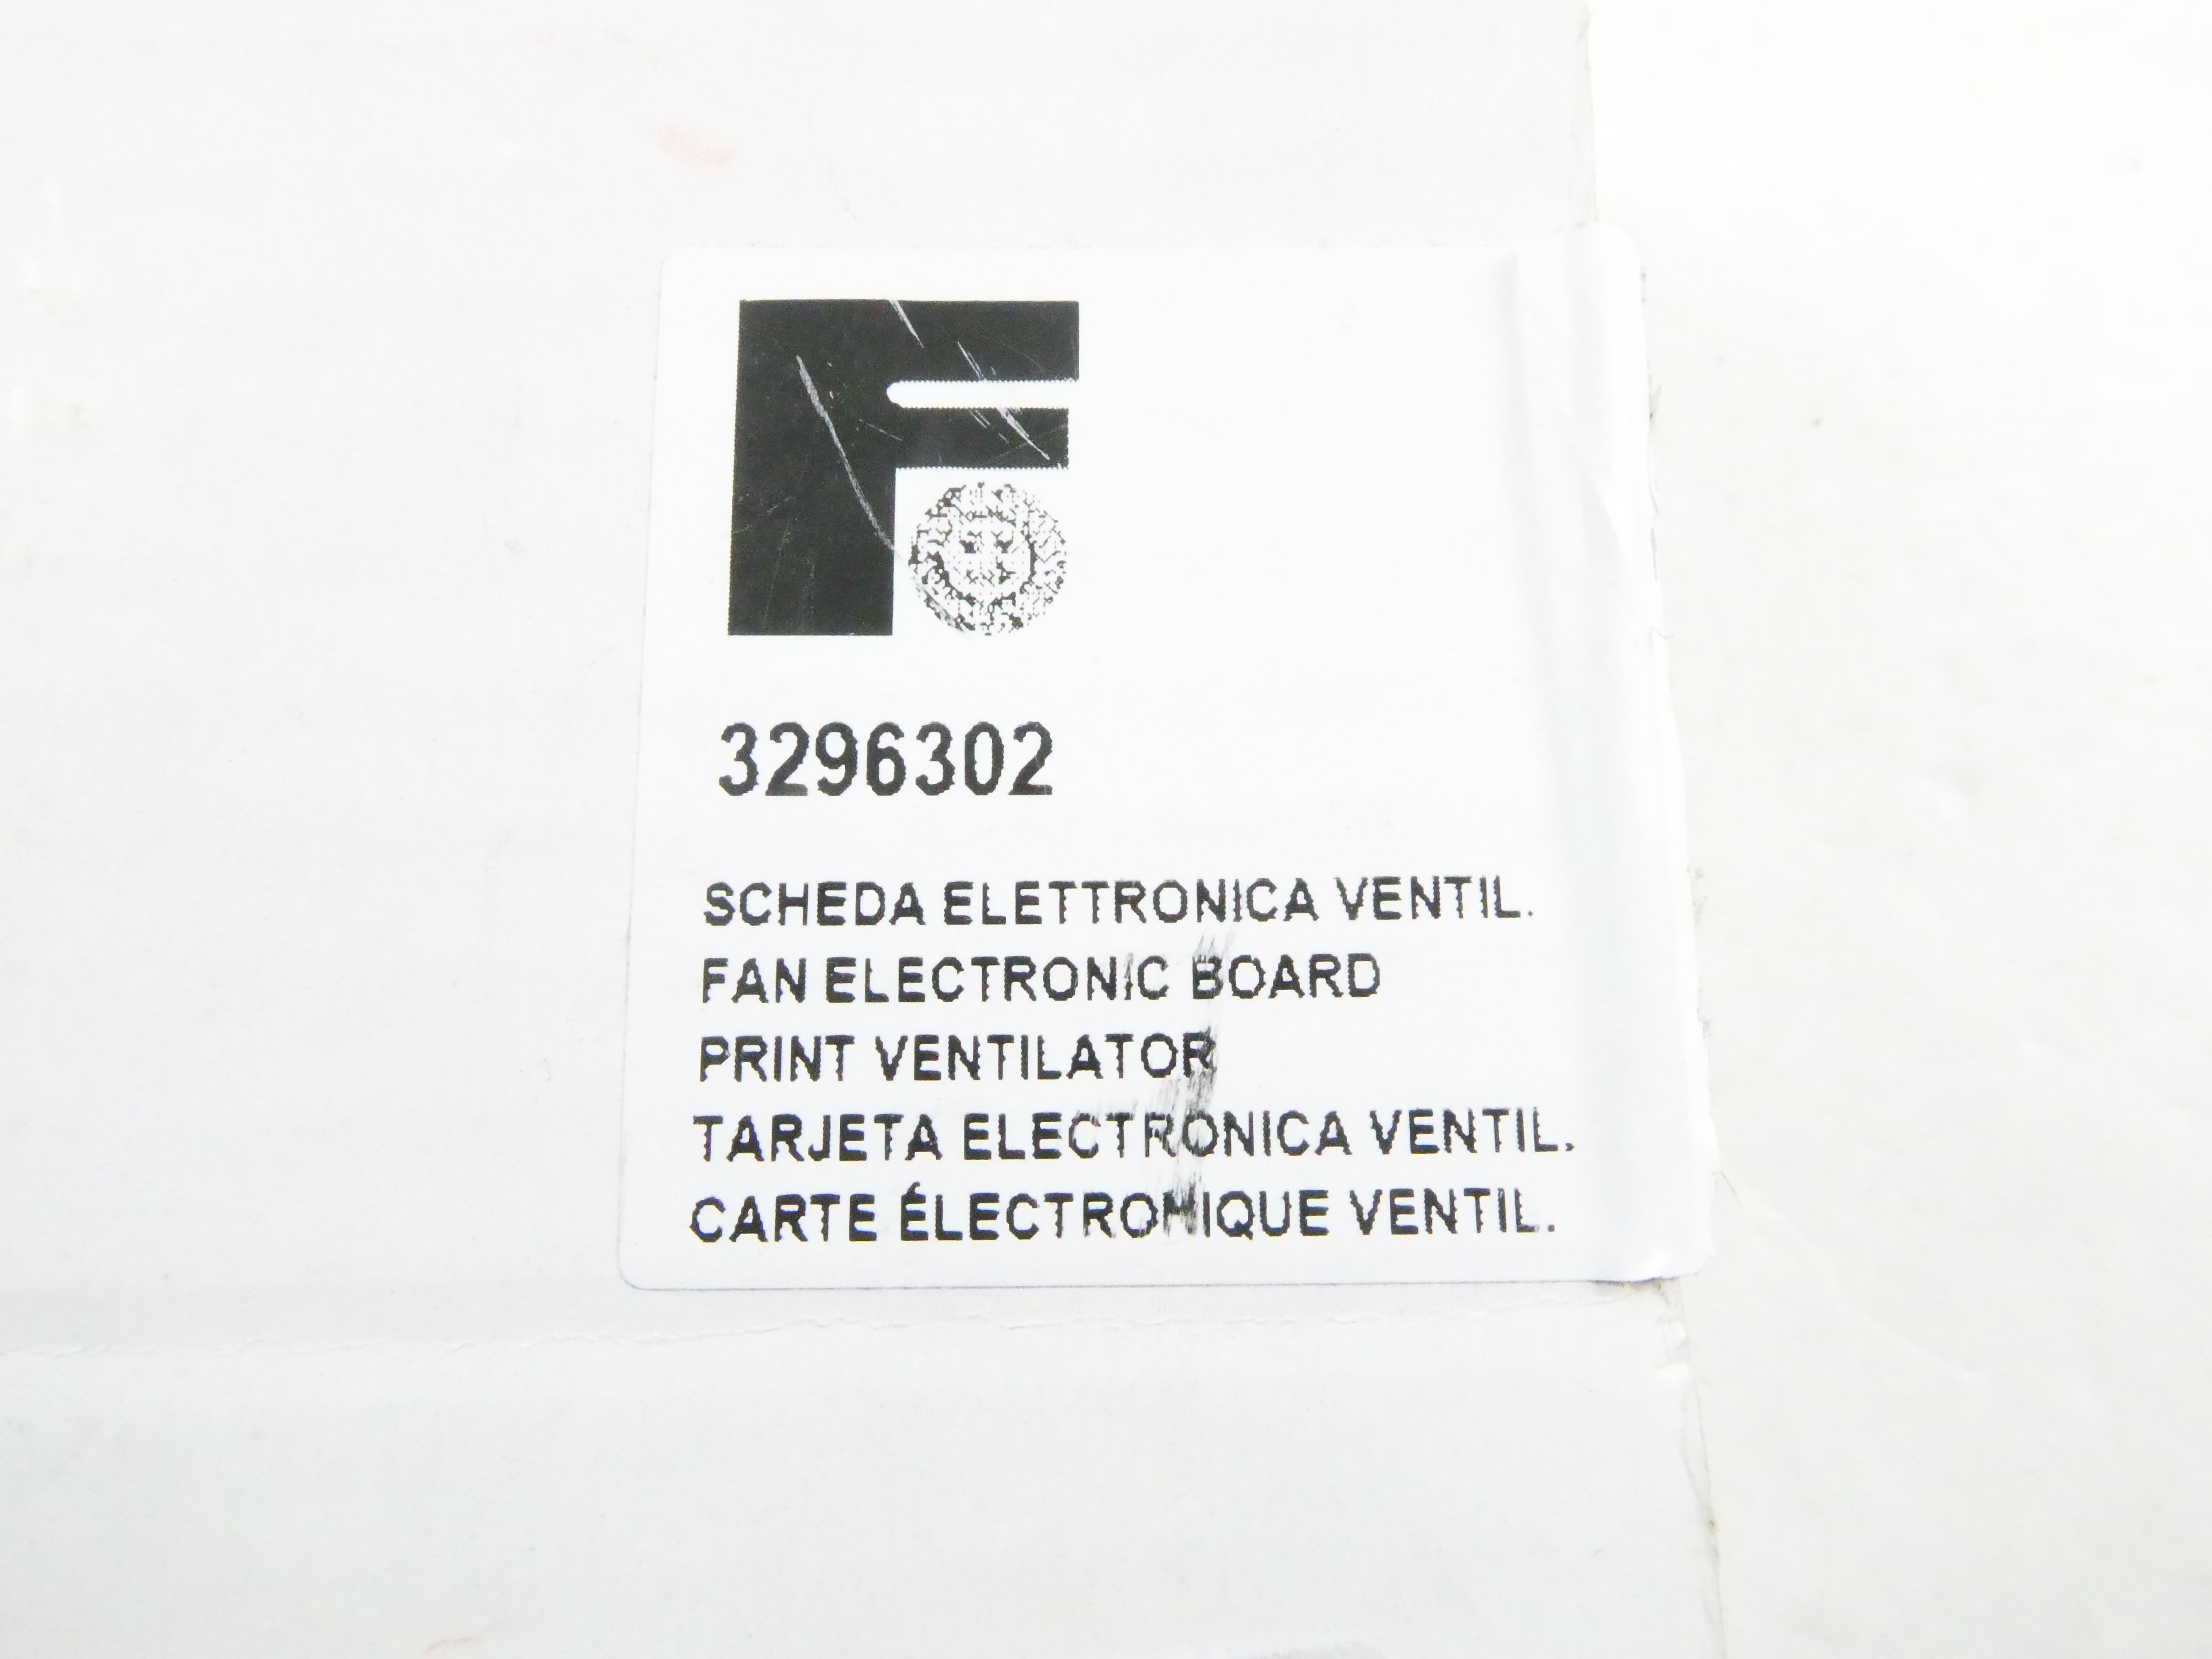 F
3296302
SCHEDA ELETTRONICA VENTIL.
FAN ELECTRONIC BOARD
PRINT VENTILATOR
TARJETA ELECTRONICA VENTIL.
CARTE ÉLECTRONIQUE VENTIL.